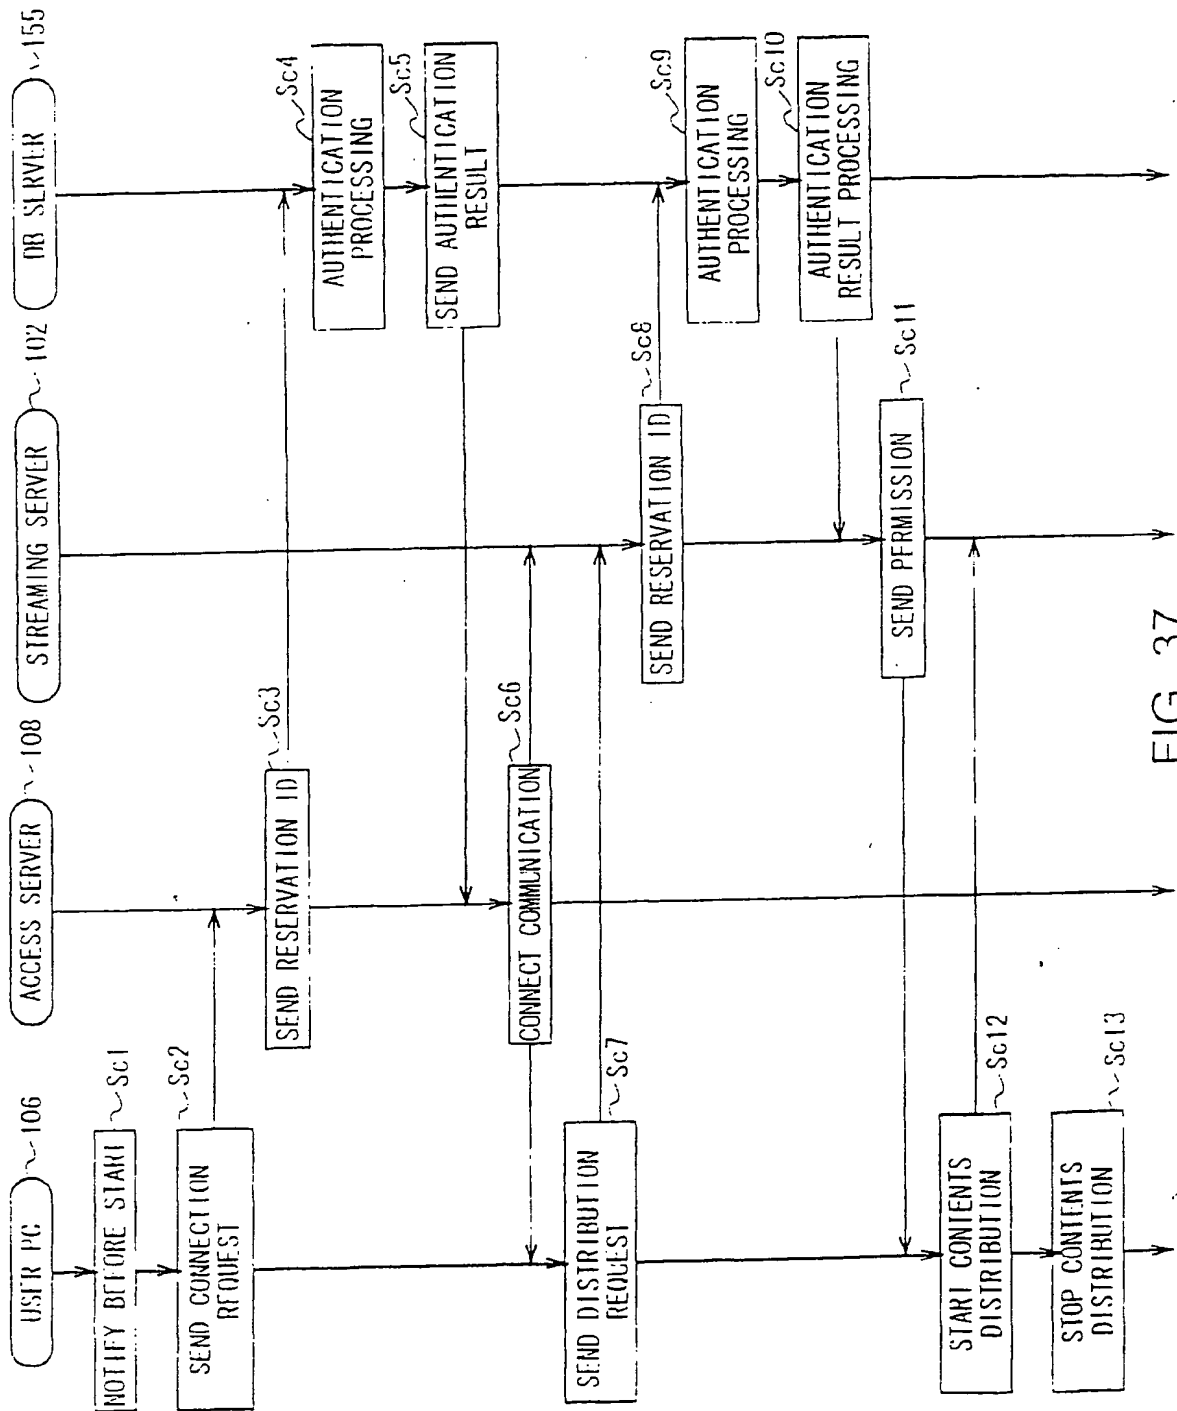 USER PC
106
ACCESS SERVER
108
STREAMING SERVER
102
DB SERVER
155
NOTIFY BEFORE START
Sc1
SEND CONNECTION
REQUEST
Sc2
SEND RESERVATION ID
Sc3
AUTHENTICATION
PROCESSING
Sc4
SEND AUTHENTICATION
RESULT
Sc5
CONNECT COMMUNICATION
Sc6
SEND DISTRIBUTION
REQUEST
Sc7
SEND RESERVATION ID
Sc8
AUTHENTICATION
PROCESSING
Sc9
AUTHENTICATION
RESULT PROCESSING
Sc10
SEND PERMISSION
Sc11
START CONTENTS
DISTRIBUTION
Sc12
STOP CONTENTS
DISTRIBUTION
Sc13
FIG. 37